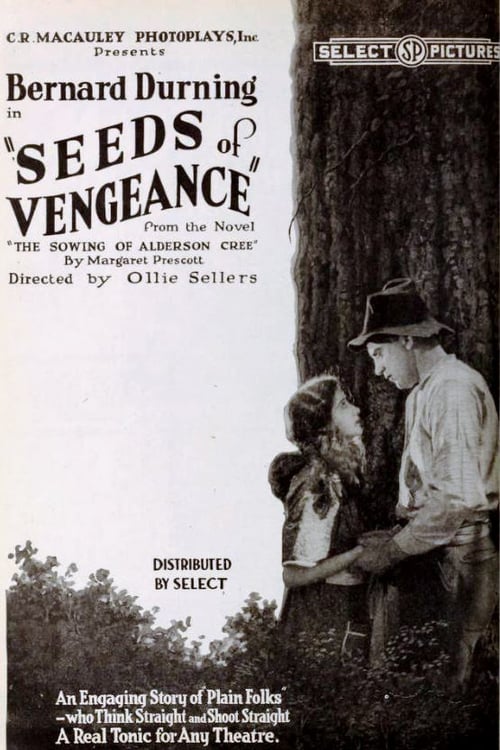 C.R. MACAULEY PHOTOPLAYS, Inc.
Presents
SELECT SP PICTURES
Bernard Durning
in
"SEEDS of
VENGEANCE"
From the Novel
"THE SOWING OF ALDERSON CREE"
By Margaret Prescott
Directed by Ollie Sellers
DISTRIBUTED
BY SELECT
An Engaging Story of "Plain Folks"
—who Think Straight and Shoot Straight
A Real Tonic for Any Theatre.